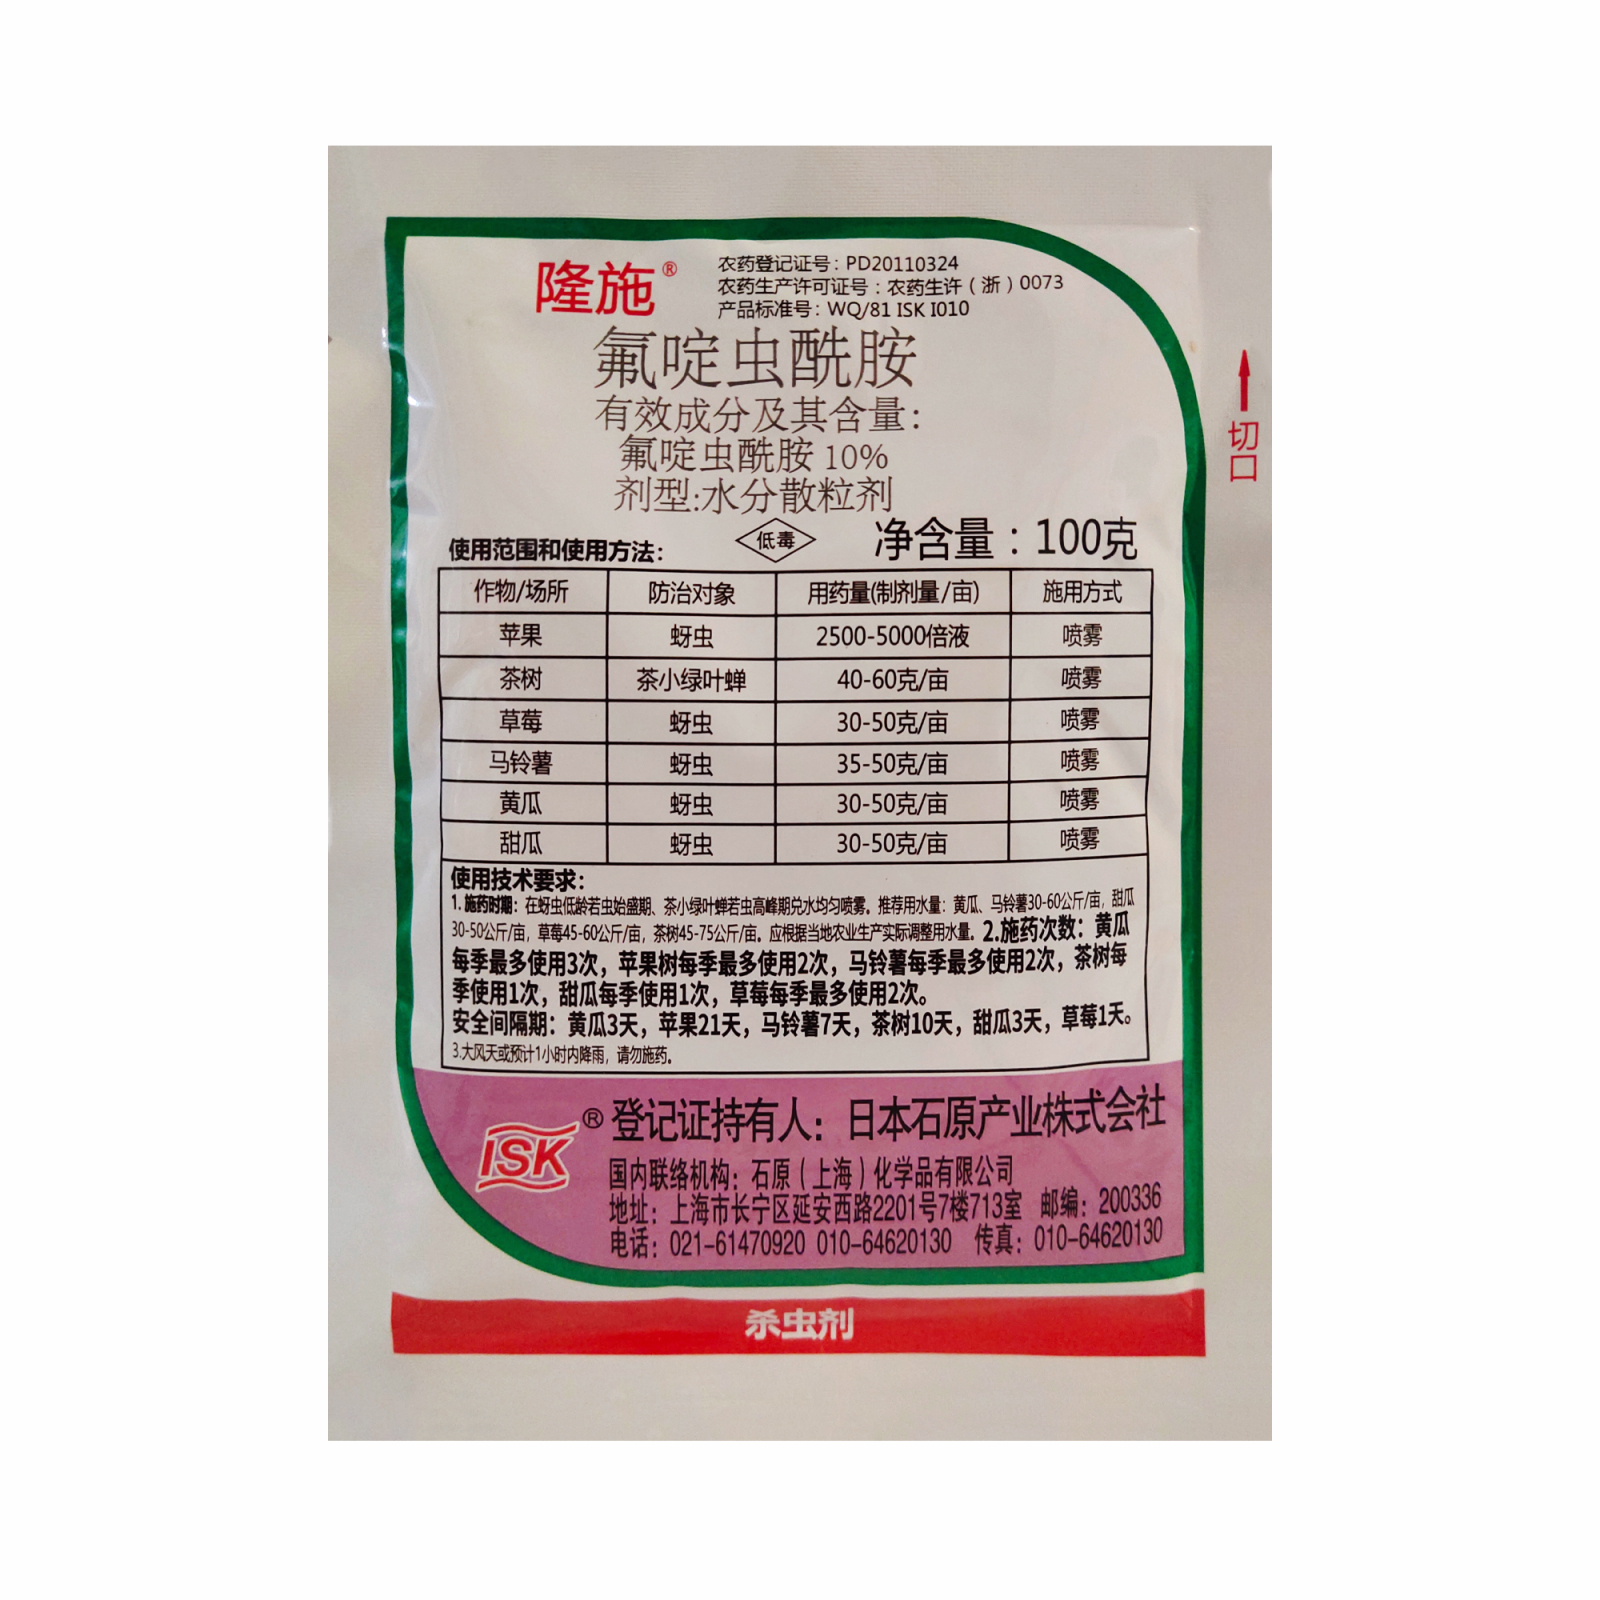 隆施®
农药登记证号：PD20110324
农药生产许可证号：农药生许（浙）0073
产品标准号：WQ/81 ISK I010
氟啶虫酰胺
有效成分及其含量：
氟啶虫酰胺 10%
剂型:水分散粒剂
低毒
净含量：100克
切口
使用范围和使用方法：
作物/场所 防治对象 用药量(制剂量/亩) 施用方式
苹果 蚜虫 2500-5000倍液 喷雾
茶树 茶小绿叶蝉 40-60克/亩 喷雾
草莓 蚜虫 30-50克/亩 喷雾
马铃薯 蚜虫 35-50克/亩 喷雾
黄瓜 蚜虫 30-50克/亩 喷雾
甜瓜 蚜虫 30-50克/亩 喷雾
使用技术要求：
1. 施药时期：在蚜虫低龄若虫始盛期、茶小绿叶蝉若虫高峰期兑水均匀喷雾。推荐用水量：黄瓜、马铃薯30-60公斤/亩，甜瓜
30-50公斤/亩，草莓45-60公斤/亩，茶树45-75公斤/亩。应根据当地农业生产实际调整用水量。2.施药次数：黄瓜
每季最多使用3次，苹果树每季最多使用2次，马铃薯每季最多使用2次，茶树每
季使用1次，甜瓜每季使用1次，草莓每季最多使用2次。
安全间隔期：黄瓜3天，苹果21天，马铃薯7天，茶树10天，甜瓜3天，草莓1天。
3.大风天或预计1小时内降雨，请勿施药。
ISK®
登记证持有人：日本石原产业株式会社
国内联络机构：石原（上海）化学品有限公司
地址：上海市长宁区延安西路2201号7楼713室 邮编：200336
电话：021-61470920 010-64620130 传真：010-64620130
杀虫剂